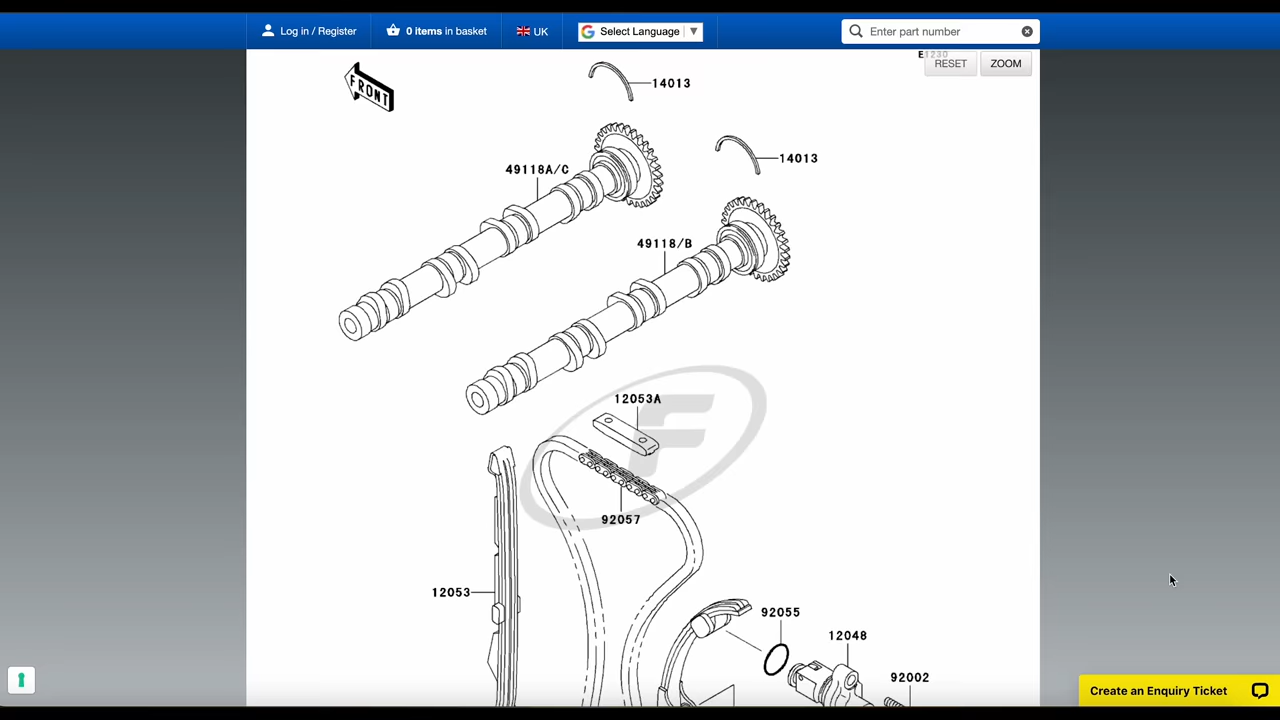 Log in / Register
0 items in basket
UK
G Select Language ▼
Enter part number
E1230
RESET
ZOOM
FRONT
14013
14013
49118A/C
49118/B
12053A
92057
12053
92055
12048
92002
F
Create an Enquiry Ticket